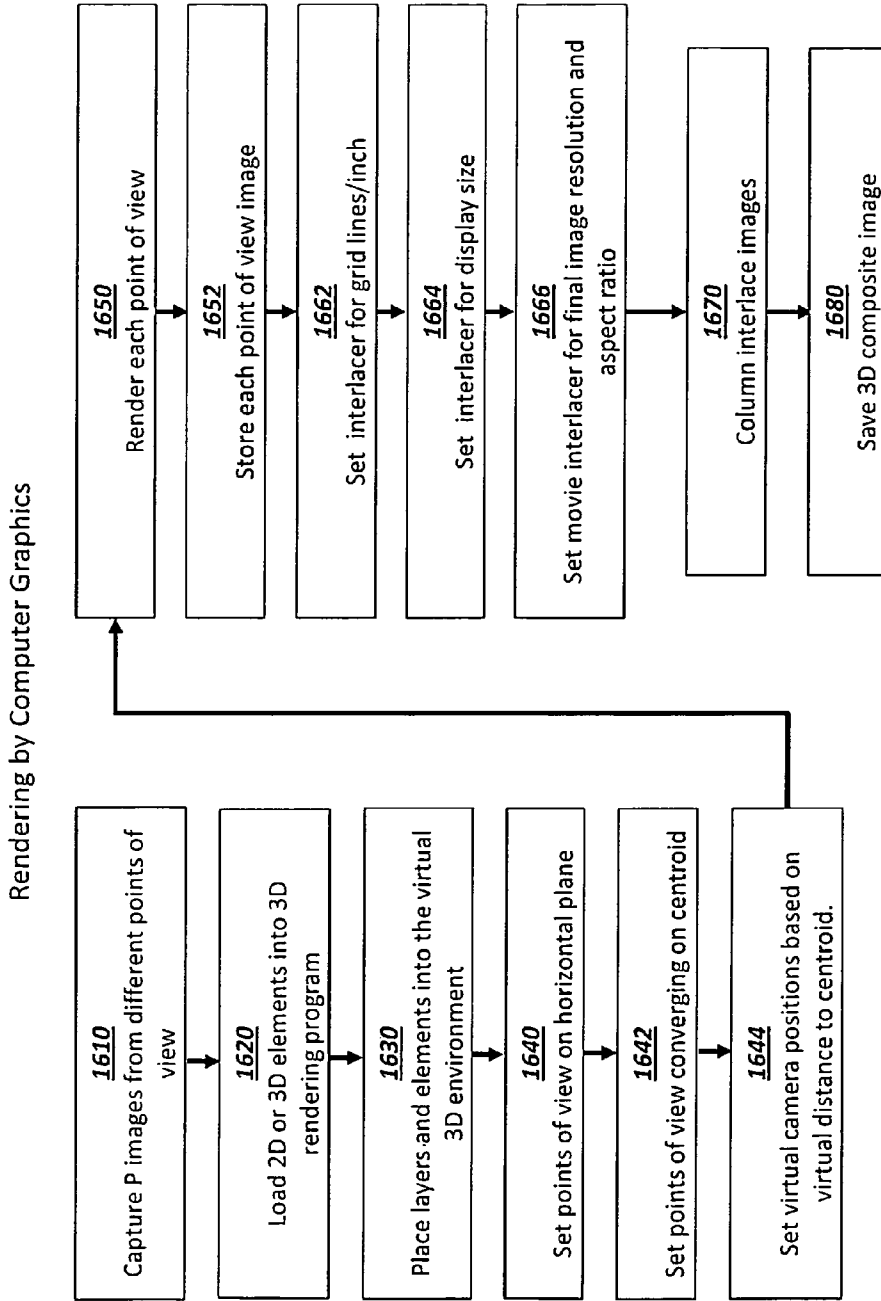 Rendering by Computer Graphics
1610
Capture P images from different points of
view
1620
Load 2D or 3D elements into 3D
rendering program
1630
Place layers and elements into the virtual
3D environment
1640
Set points of view on horizontal plane
1642
Set points of view converging on centroid
1644
Set virtual camera positions based on
virtual distance to centroid.
1650
Render each point of view
1652
Store each point of view image
1662
Set interlacer for grid lines/inch
1664
Set interlacer for display size
1666
Set movie interlacer for final image resolution and
aspect ratio
1670
Column interlace images
1680
Save 3D composite image